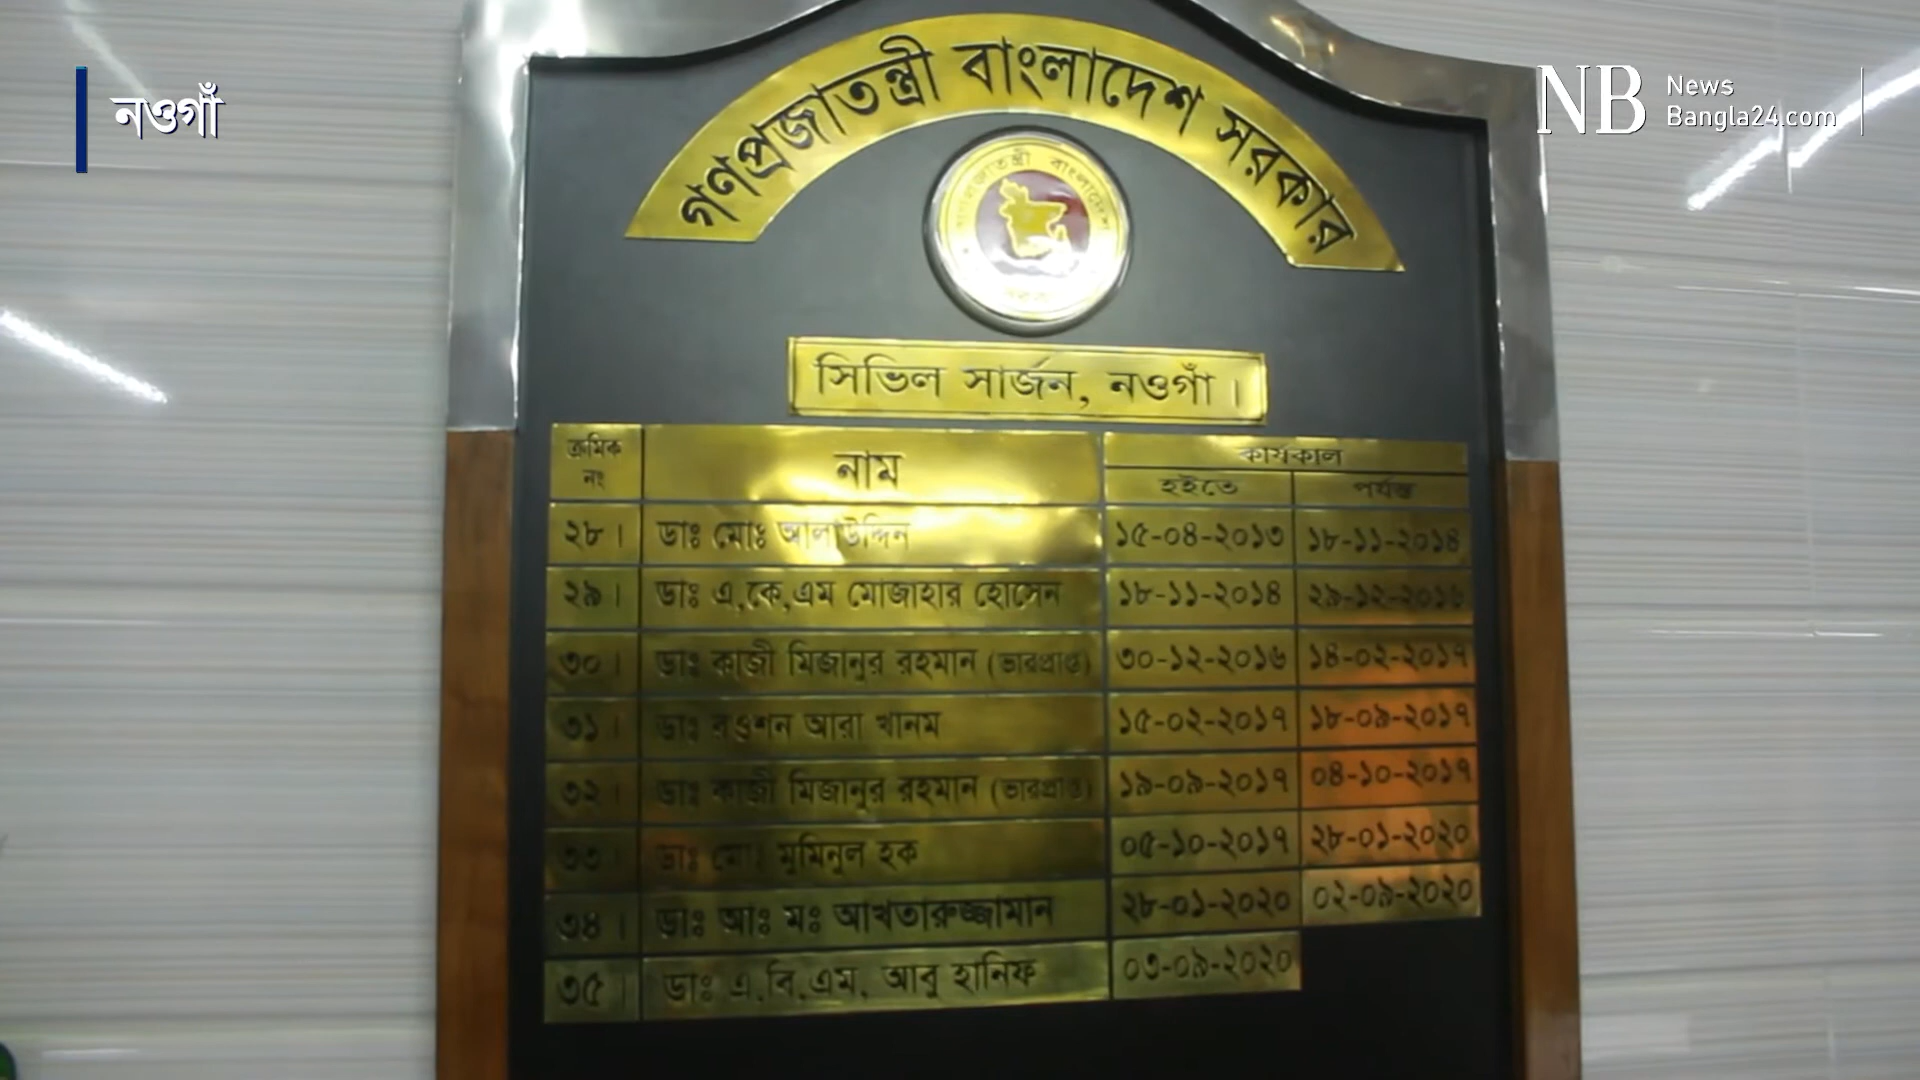 নওগাঁ
NB News
Bangla24.com
গণপ্রজাতন্ত্রী বাংলাদেশ সরকার
সিভিল সার্জন, নওগাঁ।
ক্রমিক নং নাম কার্যকাল
হইতে পর্যন্ত
২৮। ডাঃ মোঃ আলাউদ্দিন ১৫-০৪-২০১৩ ১৮-১১-২০১৪
২৯। ডাঃ এ,কে,এম মোজাহার হোসেন ১৮-১১-২০১৪ ২৯-১২-২০১৬
৩০। ডাঃ কাজী মিজানুর রহমান (ভারপ্রাপ্ত) ৩০-১২-২০১৬ ১৪-০২-২০১৭
৩১। ডাঃ রওশন আরা খানম ১৫-০২-২০১৭ ১৮-০৯-২০১৭
৩২। ডাঃ কাজী মিজানুর রহমান (ভারপ্রাপ্ত) ১৯-০৯-২০১৭ ০৪-১০-২০১৭
৩৩। ডাঃ মোঃ মুমিনুল হক ০৫-১০-২০১৭ ২৮-০১-২০২০
৩৪। ডাঃ আঃ মঃ আখতারুজ্জামান ২৮-০১-২০২০ ০২-০৯-২০২০
৩৫। ডাঃ এ,বি,এম, আবু হানিফ ০৩-০৯-২০২০